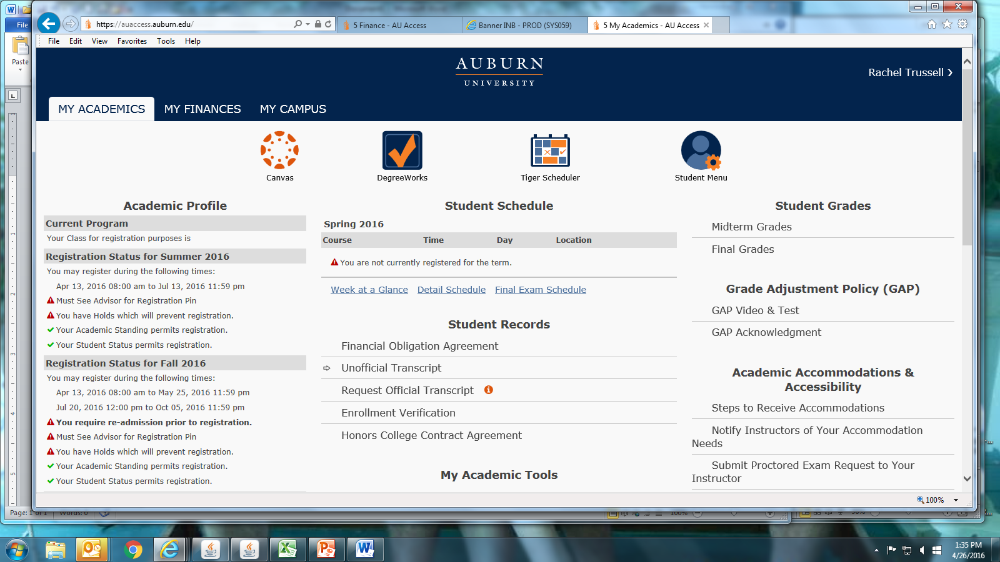 https://auaccess.auburn.edu/
5 Finance - AU Access
Banner INB - PROD (SYS059)
5 My Academics - AU Access
File
File Edit View Favorites Tools Help
Paste
AUBURN
UNIVERSITY
Rachel Trussell
MY ACADEMICS MY FINANCES MY CAMPUS
Canvas
DegreeWorks
Tiger Scheduler
Student Menu
Academic Profile
Current Program
Your Class for registration purposes is
Registration Status for Summer 2016
You may register during the following times:
Apr 13, 2016 08:00 am to Jul 13, 2016 11:59 pm
Must See Advisor for Registration Pin
You have Holds which will prevent registration.
Your Academic Standing permits registration.
Your Student Status permits registration.
Registration Status for Fall 2016
You may register during the following times:
Apr 13, 2016 08:00 am to May 25, 2016 11:59 pm
Jul 20, 2016 12:00 pm to Oct 05, 2016 11:59 pm
You require re-admission prior to registration.
Must See Advisor for Registration Pin
You have Holds which will prevent registration.
Your Academic Standing permits registration.
Your Student Status permits registration.
Student Schedule
Spring 2016
Course Time Day Location
You are not currently registered for the term.
Week at a Glance Detail Schedule Final Exam Schedule
Student Records
Financial Obligation Agreement
Unofficial Transcript
Request Official Transcript
Enrollment Verification
Honors College Contract Agreement
My Academic Tools
Student Grades
Midterm Grades
Final Grades
Grade Adjustment Policy (GAP)
GAP Video & Test
GAP Acknowledgment
Academic Accommodations &
Accessibility
Steps to Receive Accommodations
Notify Instructors of Your Accommodation
Needs
Submit Proctored Exam Request to Your
Instructor
100%
Page: 1 of 1 Words: 0
100%
1:35 PM
4/26/2016